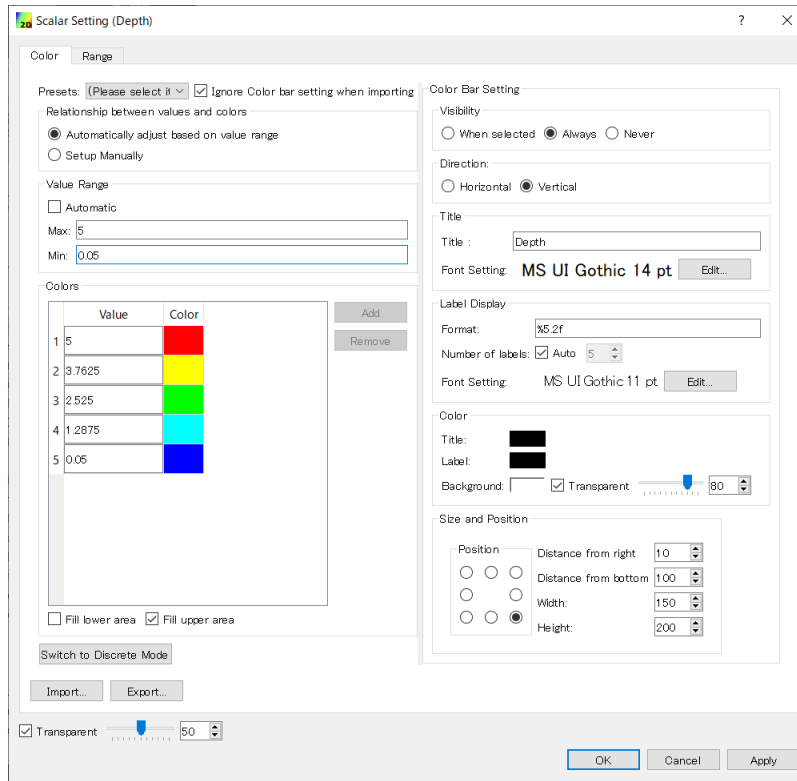 2D Scalar Setting (Depth) ?
Color Range
Presets: (Please select it Ignore Color bar setting when importing
Relationship between values and colors
Automatically adjust based on value range
Setup Manually
Value Range
Automatic
Max: 5
Min: 0.05
Colors
Value Color
1 5
2 3.7625
3 2.525
4 1.2875
5 0.05
Add
Remove
Fill lower area Fill upper area
Switch to Discrete Mode
Import... Export...
Transparent 50
Color Bar Setting
Visibility
When selected Always Never
Direction:
Horizontal Vertical
Title
Title : Depth
Font Setting: MS UI Gothic 14 pt Edit...
Label Display
Format: %5.2f
Number of labels: Auto 5
Font Setting: MS UI Gothic 11 pt Edit...
Color
Title:
Label:
Background: Transparent 80
Size and Position
Position
Distance from right 10
Distance from bottom 100
Width: 150
Height: 200
OK Cancel Apply